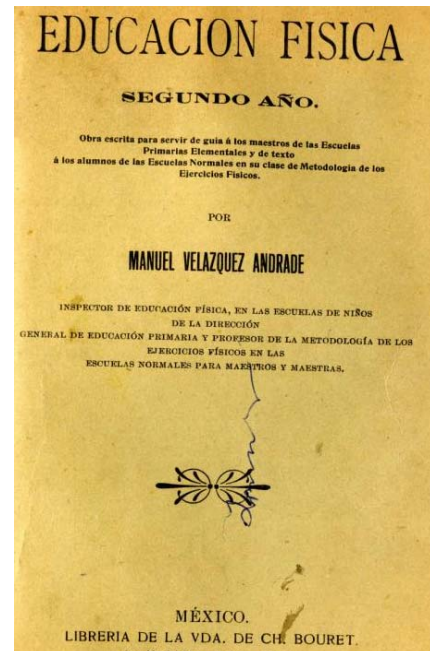 EDUCACION FISICA
SEGUNDO AÑO.
Obra escrita para servir de guia á los maestros de las Escuelas
Primarias Elementales y de texto
á los alumnos de las Escuelas Normales en su clase de Metodología de los
Ejercicios Físicos.
POR
MANUEL VELAZQUEZ ANDRADE
INSPECTOR DE EDUCACIÓN FÍSICA, EN LAS ESCUELAS DE NIÑOS
DE LA DIRECCIÓN
GENERAL DE EDUCACIÓN PRIMARIA Y PROFESOR DE LA METODOLOGÍA DE LOS
EJERCICIOS FÍSICOS EN LAS
ESCUELAS NORMALES PARA MAESTROS Y MAESTRAS.
MÉXICO.
LIBRERIA DE LA VDA. DE CH. BOURET.